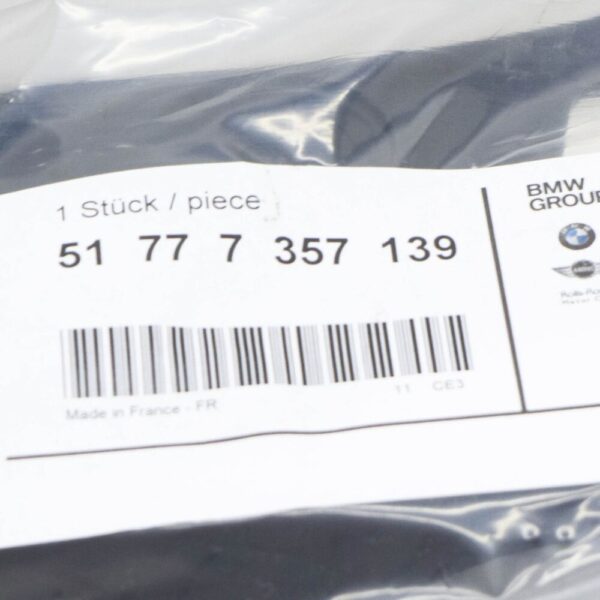 1 Stück / piece
51 77 7 357 139
Made in France - FR
11 CE3
BMW
GROUP